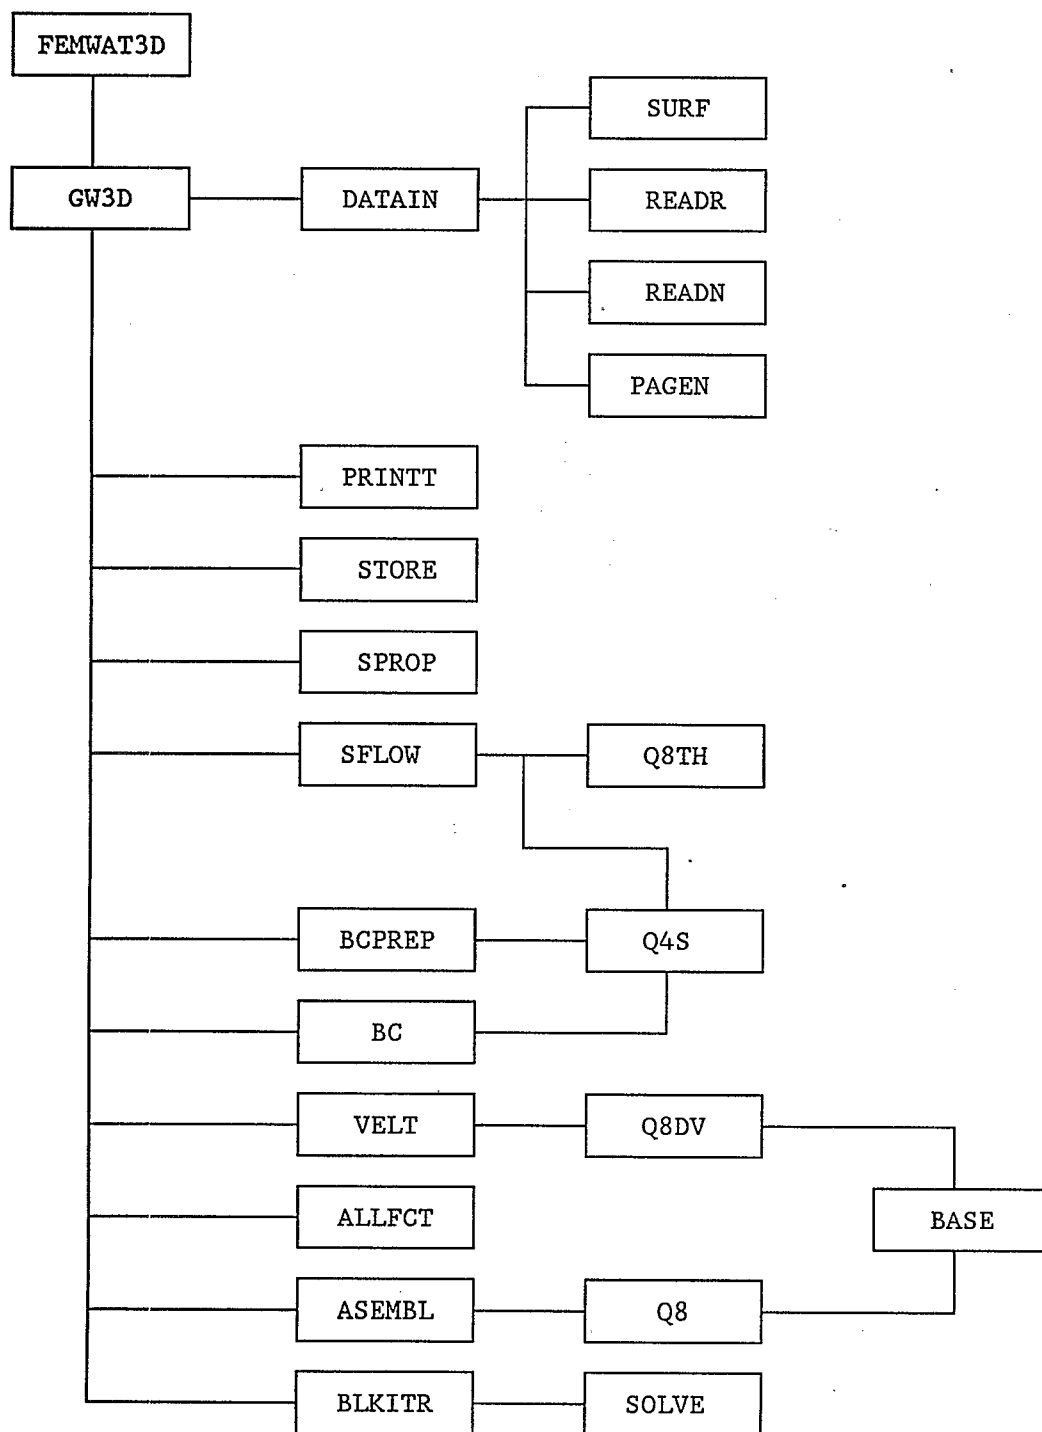 FEMWAT3D
SURF
GW3D
DATAIN
READR
READN
PAGEN
PRINTT
STORE
SPROP
SFLOW
Q8TH
BCPREP
Q4S
BC
VELT
Q8DV
ALLFCT
BASE
ASEMBL
Q8
BLKITR
SOLVE